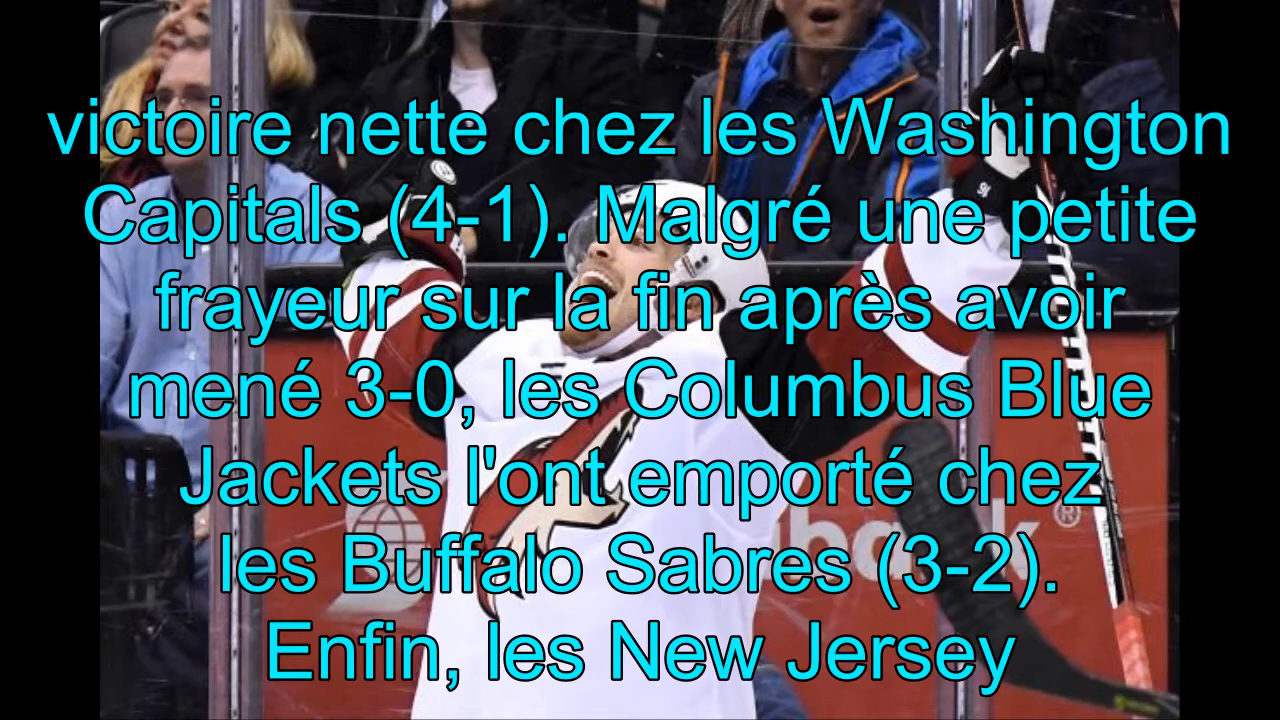 victoire nette chez les Washington
Capitals (4-1). Malgré une petite
frayeur sur la fin après avoir
mené 3-0, les Columbus Blue
Jackets l'ont emporté chez
les Buffalo Sabres (3-2).
Enfin, les New Jersey